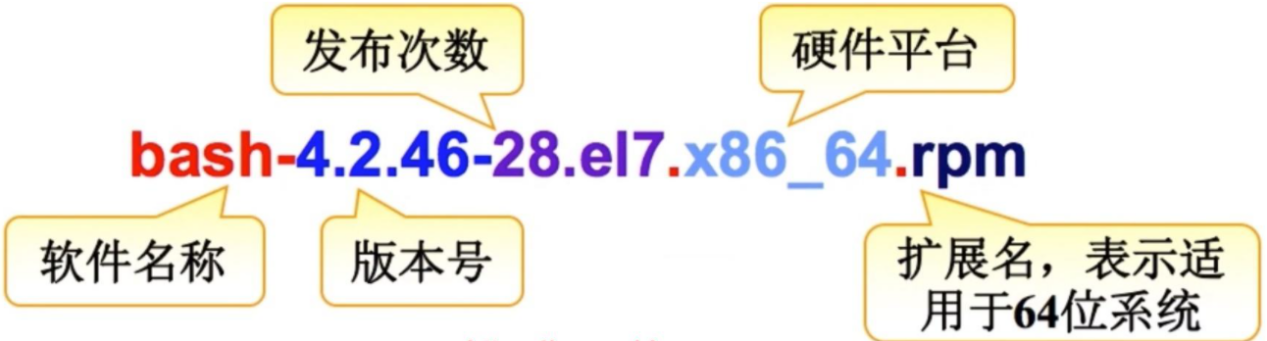 发布次数
硬件平台
bash-4.2.46-28.el7.x86_64.rpm
软件名称
版本号
扩展名，表示适
用于64位系统